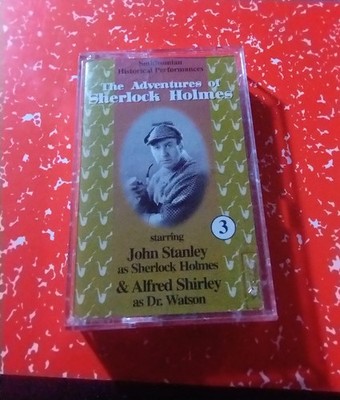 Smithsonian
Historical Performances
The Adventures of
Sherlock Holmes
3
starring
John Stanley
as Sherlock Holmes
& Alfred Shirley
as Dr. Watson